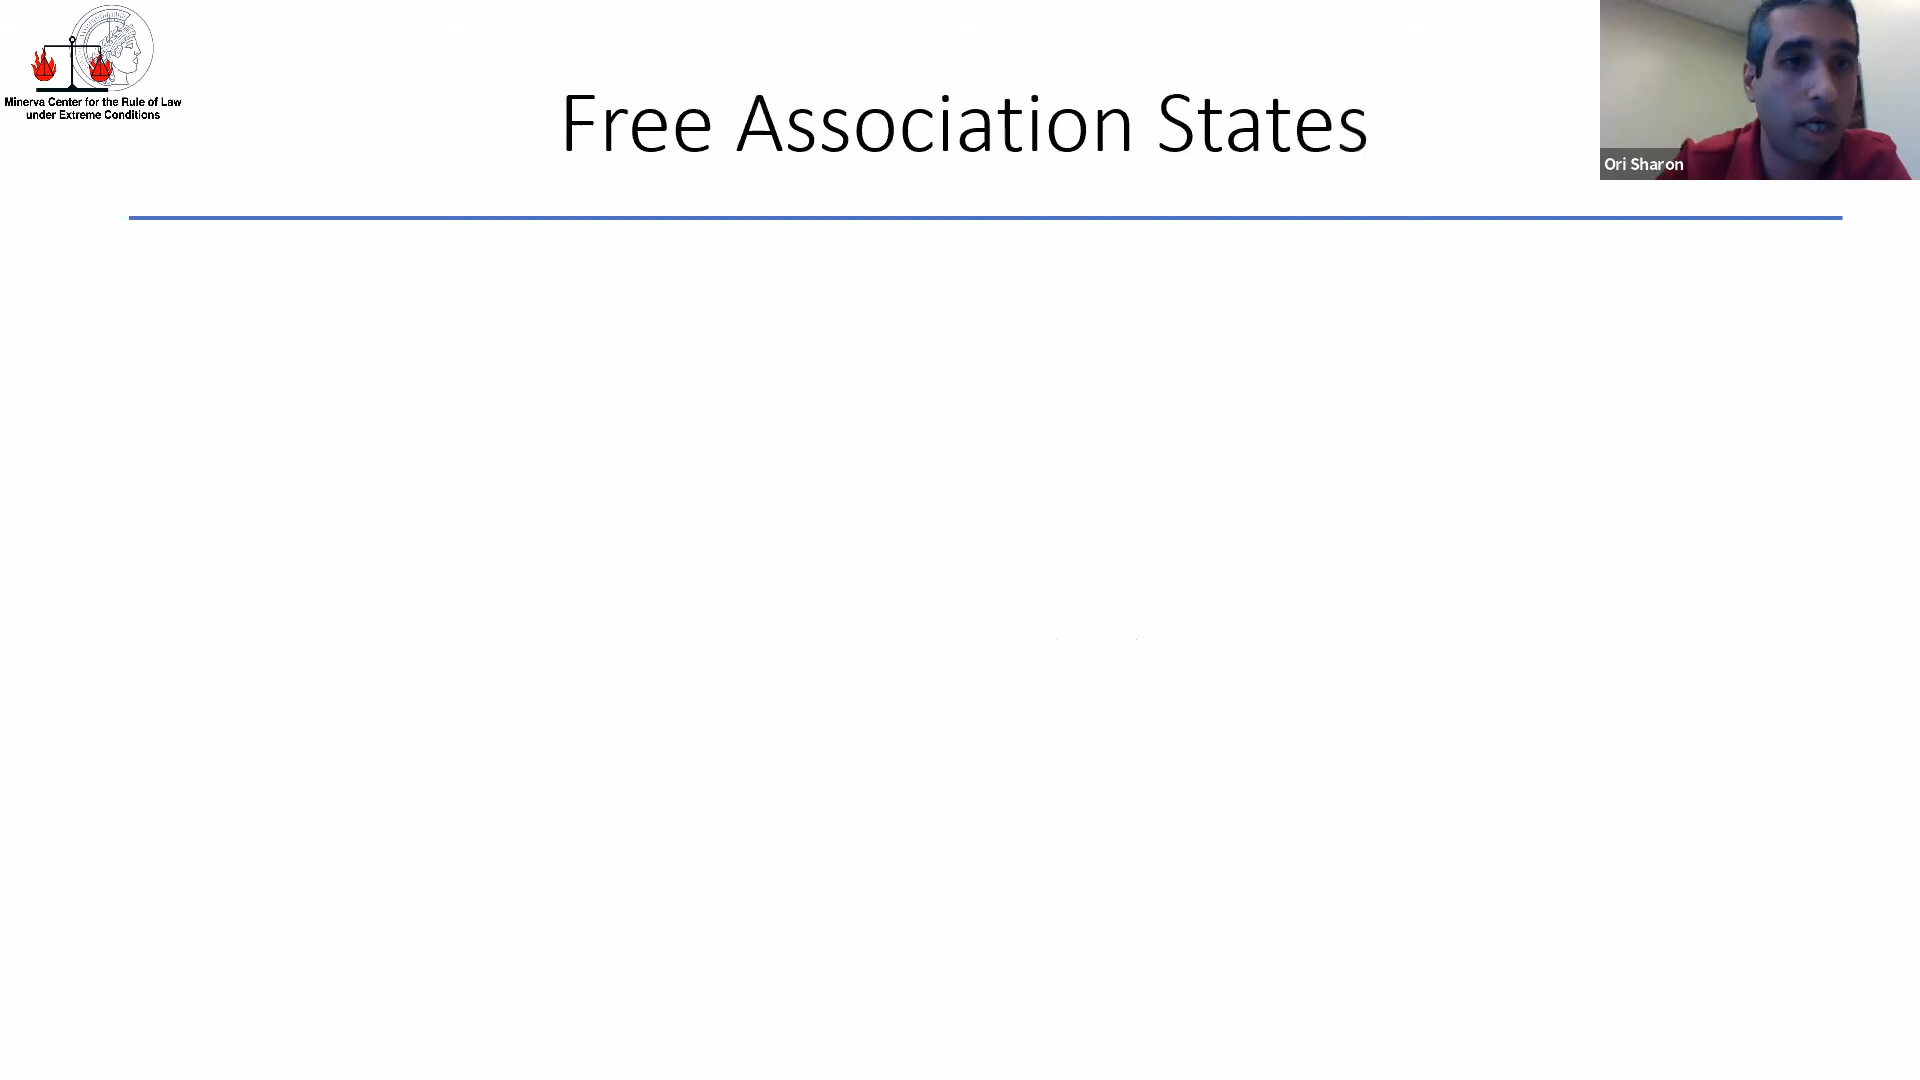 Minerva Center for the Rule of Law
under Extreme Conditions
Free Association States
Ori Sharon